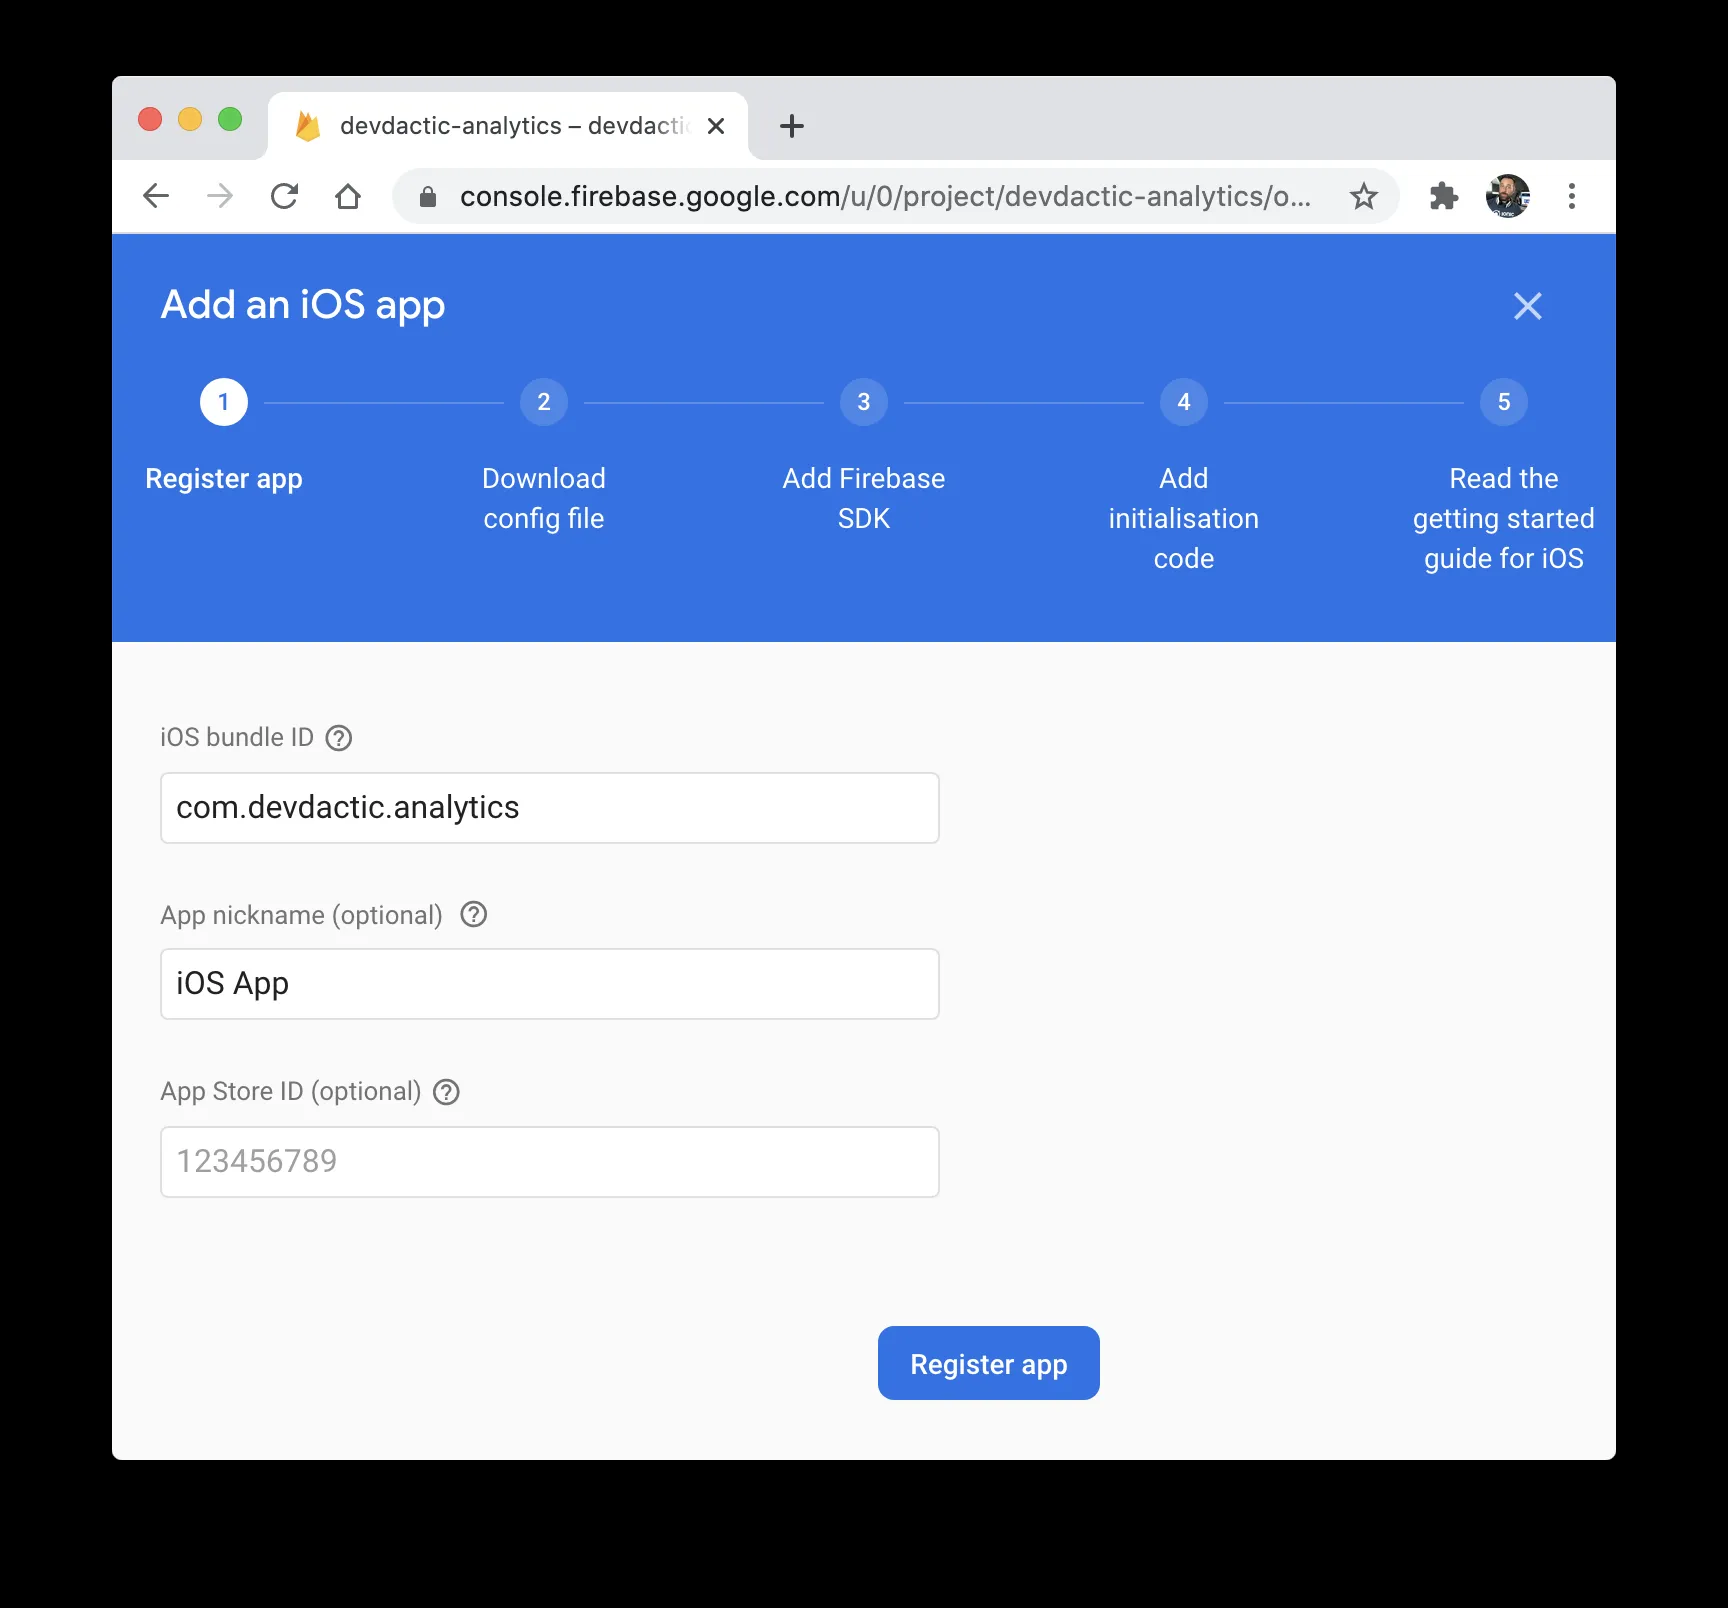 devdactic-analytics – devdactic
console.firebase.google.com/u/0/project/devdactic-analytics/o...
Add an iOS app
1
2
3
4
5
Register app
Download
config file
Add Firebase
SDK
Add
initialisation
code
Read the
getting started
guide for iOS
iOS bundle ID
com.devdactic.analytics
App nickname (optional)
iOS App
App Store ID (optional)
123456789
Register app